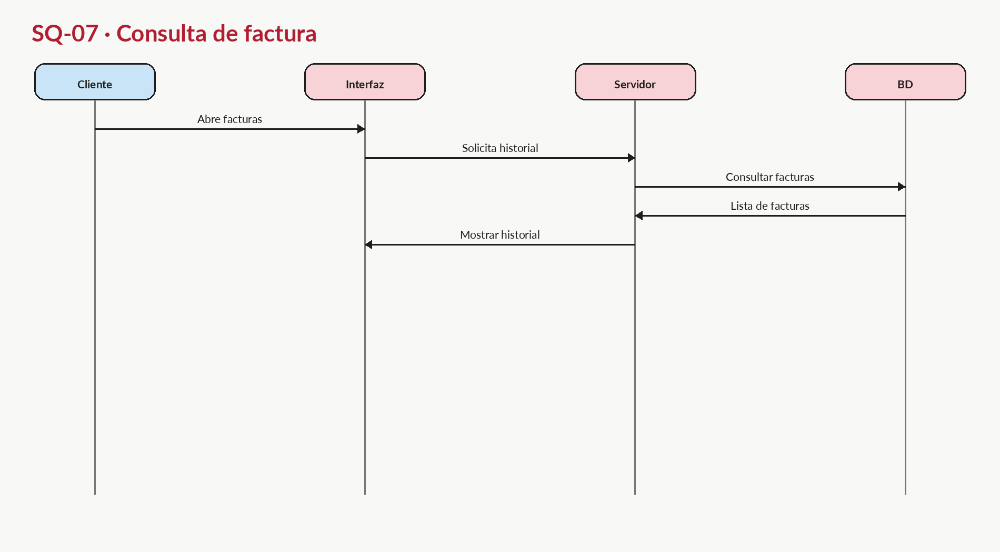 SQ-07 · Consulta de factura
Cliente
Interfaz
Servidor
BD
Abre facturas
Solicita historial
Consultar facturas
Lista de facturas
Mostrar historial